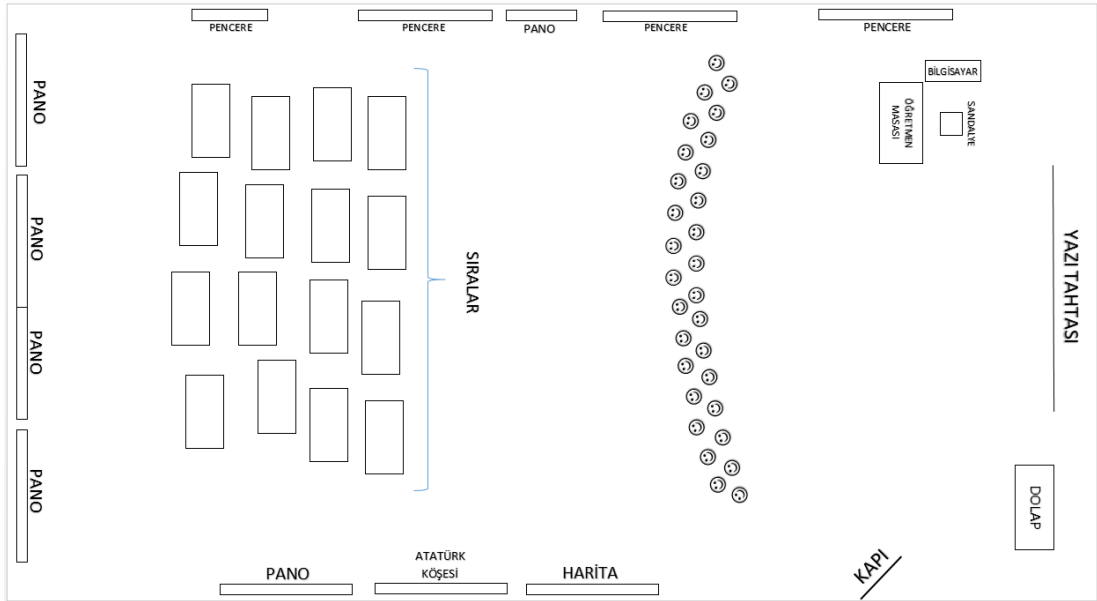 PENCERE
PENCERE
PANO
PENCERE
PENCERE
PANO
PANO
PANO
PANO
SIRALAR
BİLGİSAYAR
ÖĞRETMEN
MASASI
SANDALYE
YAZI TAHTASI
DOLAP
KAPI
PANO
ATATÜRK
KÖŞESİ
HARİTA